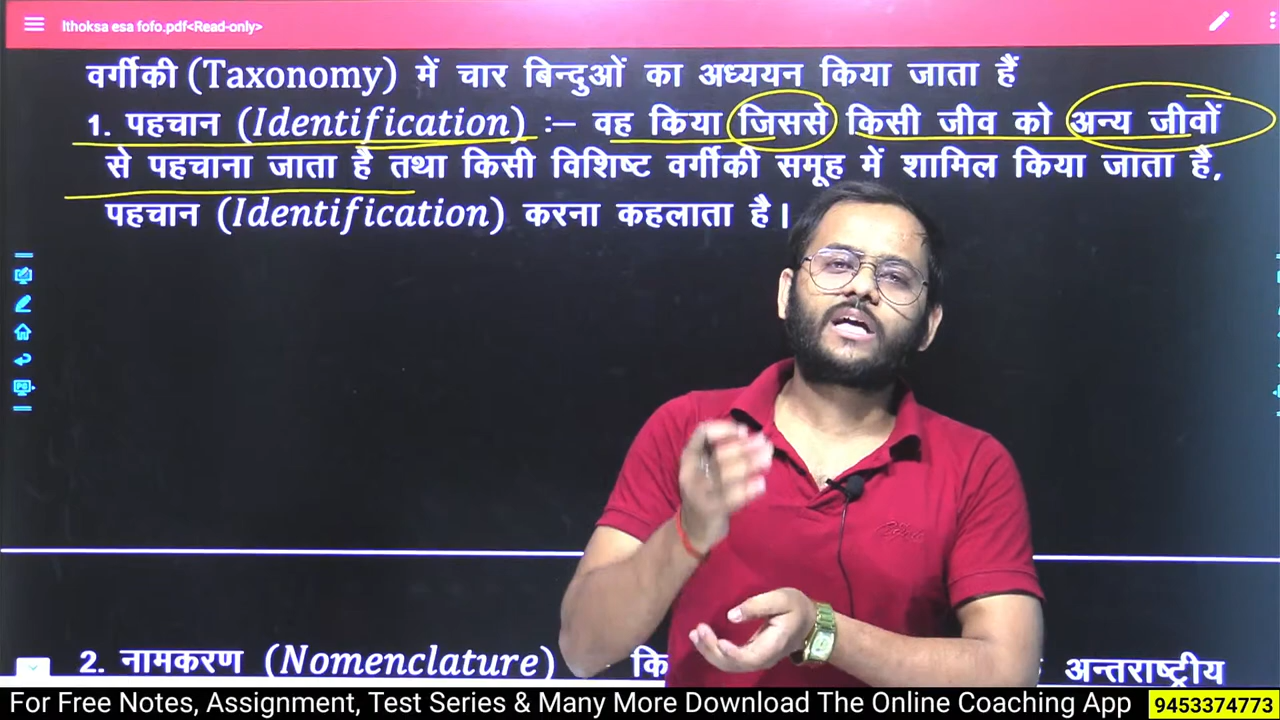 lthoksa esa fofo.pdf<Read-only>
वर्गीकी (Taxonomy) में चार बिन्दुओं का अध्ययन किया जाता हैं
1. पहचान (Identification) :– वह किया जिससे किसी जीव को अन्य जीवों
से पहचाना जाता है तथा किसी विशिष्ट वर्गीकी समूह में शामिल किया जाता है,
पहचान (Identification) करना कहलाता है।
2. नामकरण (Nomenclature)
अन्तराष्ट्रीय
For Free Notes, Assignment, Test Series & Many More Download The Online Coaching App
9453374773